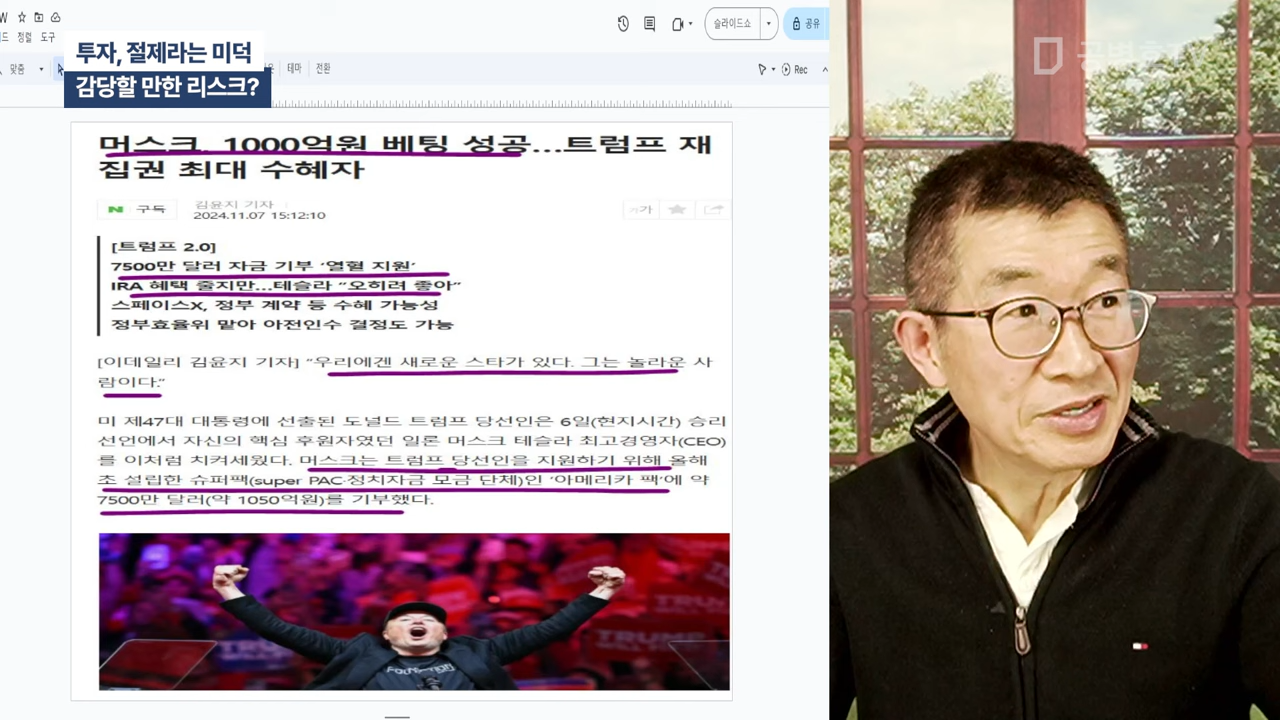 투자, 절제라는 미덕
감당할 만한 리스크?
정렬 도구
맞춤
테마 전환
슬라이드쇼
공유
Rec
머스크, 1000억원 베팅 성공…트럼프 재
집권 최대 수혜자
N 구독
김윤지 기자
2024.11.07 15:12:10
가가
[트럼프 2.0]
7500만 달러 자금 기부 ‘열혈 지원’
IRA 혜택 줄지만…테슬라 “오히려 좋아”
스페이스X, 정부 계약 등 수혜 가능성
정부효율위 맡아 아전인수 결정도 가능
[이데일리 김윤지 기자] “우리에겐 새로운 스타가 있다. 그는 놀라운 사
람이다.”
미 제47대 대통령에 선출된 도널드 트럼프 당선인은 6일(현지시간) 승리
선언에서 자신의 핵심 후원자였던 일론 머스크 테슬라 최고경영자(CEO)
를 이처럼 치켜세웠다. 머스크는 트럼프 당선인을 지원하기 위해 올해
초 설립한 슈퍼팩(super PAC·정치자금 모금 단체)인 ‘아메리카 팩’에 약
7500만 달러(약 1050억원)를 기부했다.
TRUMP